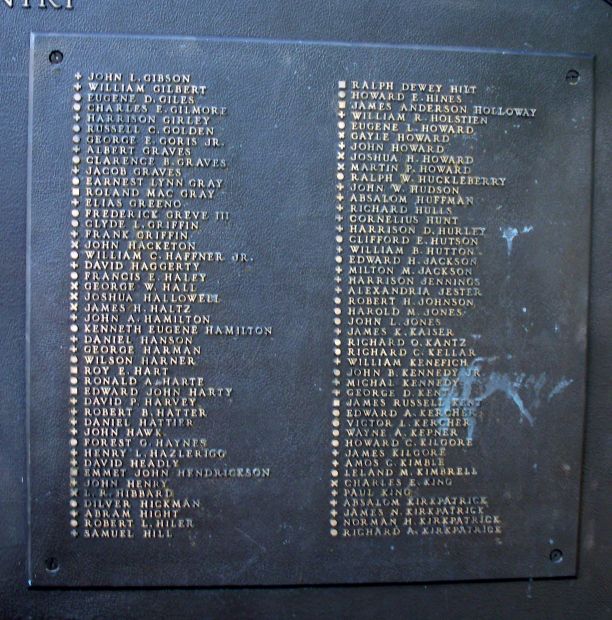 JOHN L. GIBSON
WILLIAM GILBERT
EUGENE D. GILES
CHARLES E. GILMORE
HARRISON GIRLEY
RUSSELL C. GOLDEN
GEORGE E. GORIS JR.
ALBERT GRAVES
CLARENCE B. GRAVES
JACOB GRAVES
EARNEST LYNN GRAY
ROLAND MAC GRAY
ELIAS GREENO
FREDERICK GREVE III
CLYDE L. GRIFFIN
FRANK GRIFFIN
JOHN HACKETON
WILLIAM C. HAFFNER JR.
DAVID HAGGERTY
FRANCIS E. HALEY
GEORGE W. HALL
JOSHUA HALLOWELL
JAMES H. HALTZ
JOHN A. HAMILTON
KENNETH EUGENE HAMILTON
DANIEL HANSON
GEORGE HARMAN
WILSON HARNER
ROY E. HART
RONALD A. HARTE
EDWARD JOHN HARTY
DAVID P. HARVEY
ROBERT B. HATTER
DANIEL HATTIER
JOHN HAWK
FOREST G. HAYNES
HENRY L. HAZLERIGG
DAVID HEADLY
EMMET JOHN HENDRICKSON
JOHN HENRY
L. R. HIBBARD
DILVER HICKMAN
ABRAM HIGHT
ROBERT L. HILER
SAMUEL HILL
RALPH DEWEY HILT
HOWARD E. HINES
JAMES ANDERSON HOLLOWAY
WILLIAM R. HOLSTIEN
EUGENE L. HOWARD
GAYLE HOWARD
JOHN HOWARD
JOSHUA H. HOWARD
MARTIN P. HOWARD
RALPH W. HUCKLEBERRY
JOHN W. HUDSON
ABSALOM HUFFMAN
RICHARD HULLS
CORNELIUS HUNT
HARRISON D. HURLEY
CLIFFORD E. HUTSON
WILLIAM B. HUTTON
EDWARD H. JACKSON
MILTON M. JACKSON
HARRISON JENNINGS
ALEXANDRIA JESTER
ROBERT H. JOHNSON
HAROLD M. JONES
JOHN L. JONES
JAMES K. KAISER
RICHARD O. KANTZ
RICHARD C. KELLAR
WILLIAM KENEFICH
JOHN B. KENNEDY JR.
MICHAL KENNEDY
GEORGE D. KENT
JAMES RUSSELL KENT
EDWARD A. KERCHER
VICTOR L. KERCHER
WAYNE A. KEPNER
HOWARD C. KILGORE
JAMES KILGORE
AMOS C. KIMBLE
LELAND M. KIMBRELL
CHARLES E. KING
PAUL KING
ABSALOM KIRKPATRICK
JAMES N. KIRKPATRICK
NORMAN H. KIRKPATRICK
RICHARD A. KIRKPATRICK